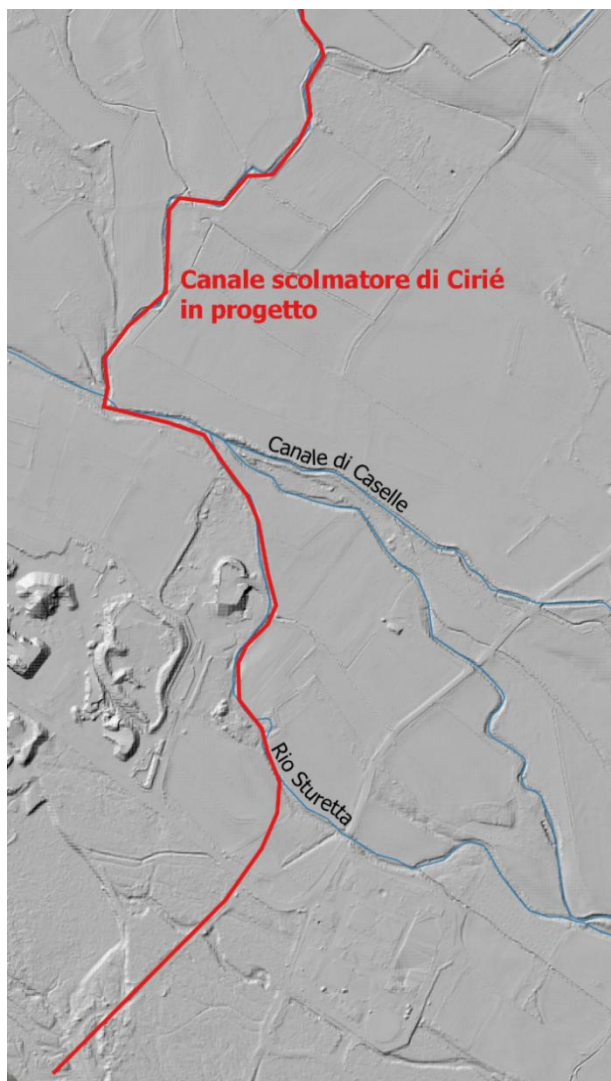 Canale scolmatore di Cirié
in progetto
Canale di Caselle
Rio Sturetta